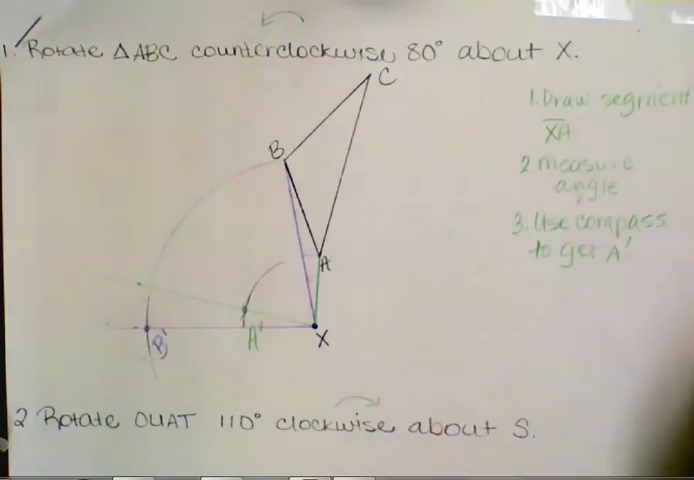 1. Rotate △ABC counterclockwise 80° about X.
C
1. Draw segment
XA
B
2 Measure
angle
3. Use compass
to get A'
A
B'
A'
X
2 Rotate OUAT 110° clockwise about S.